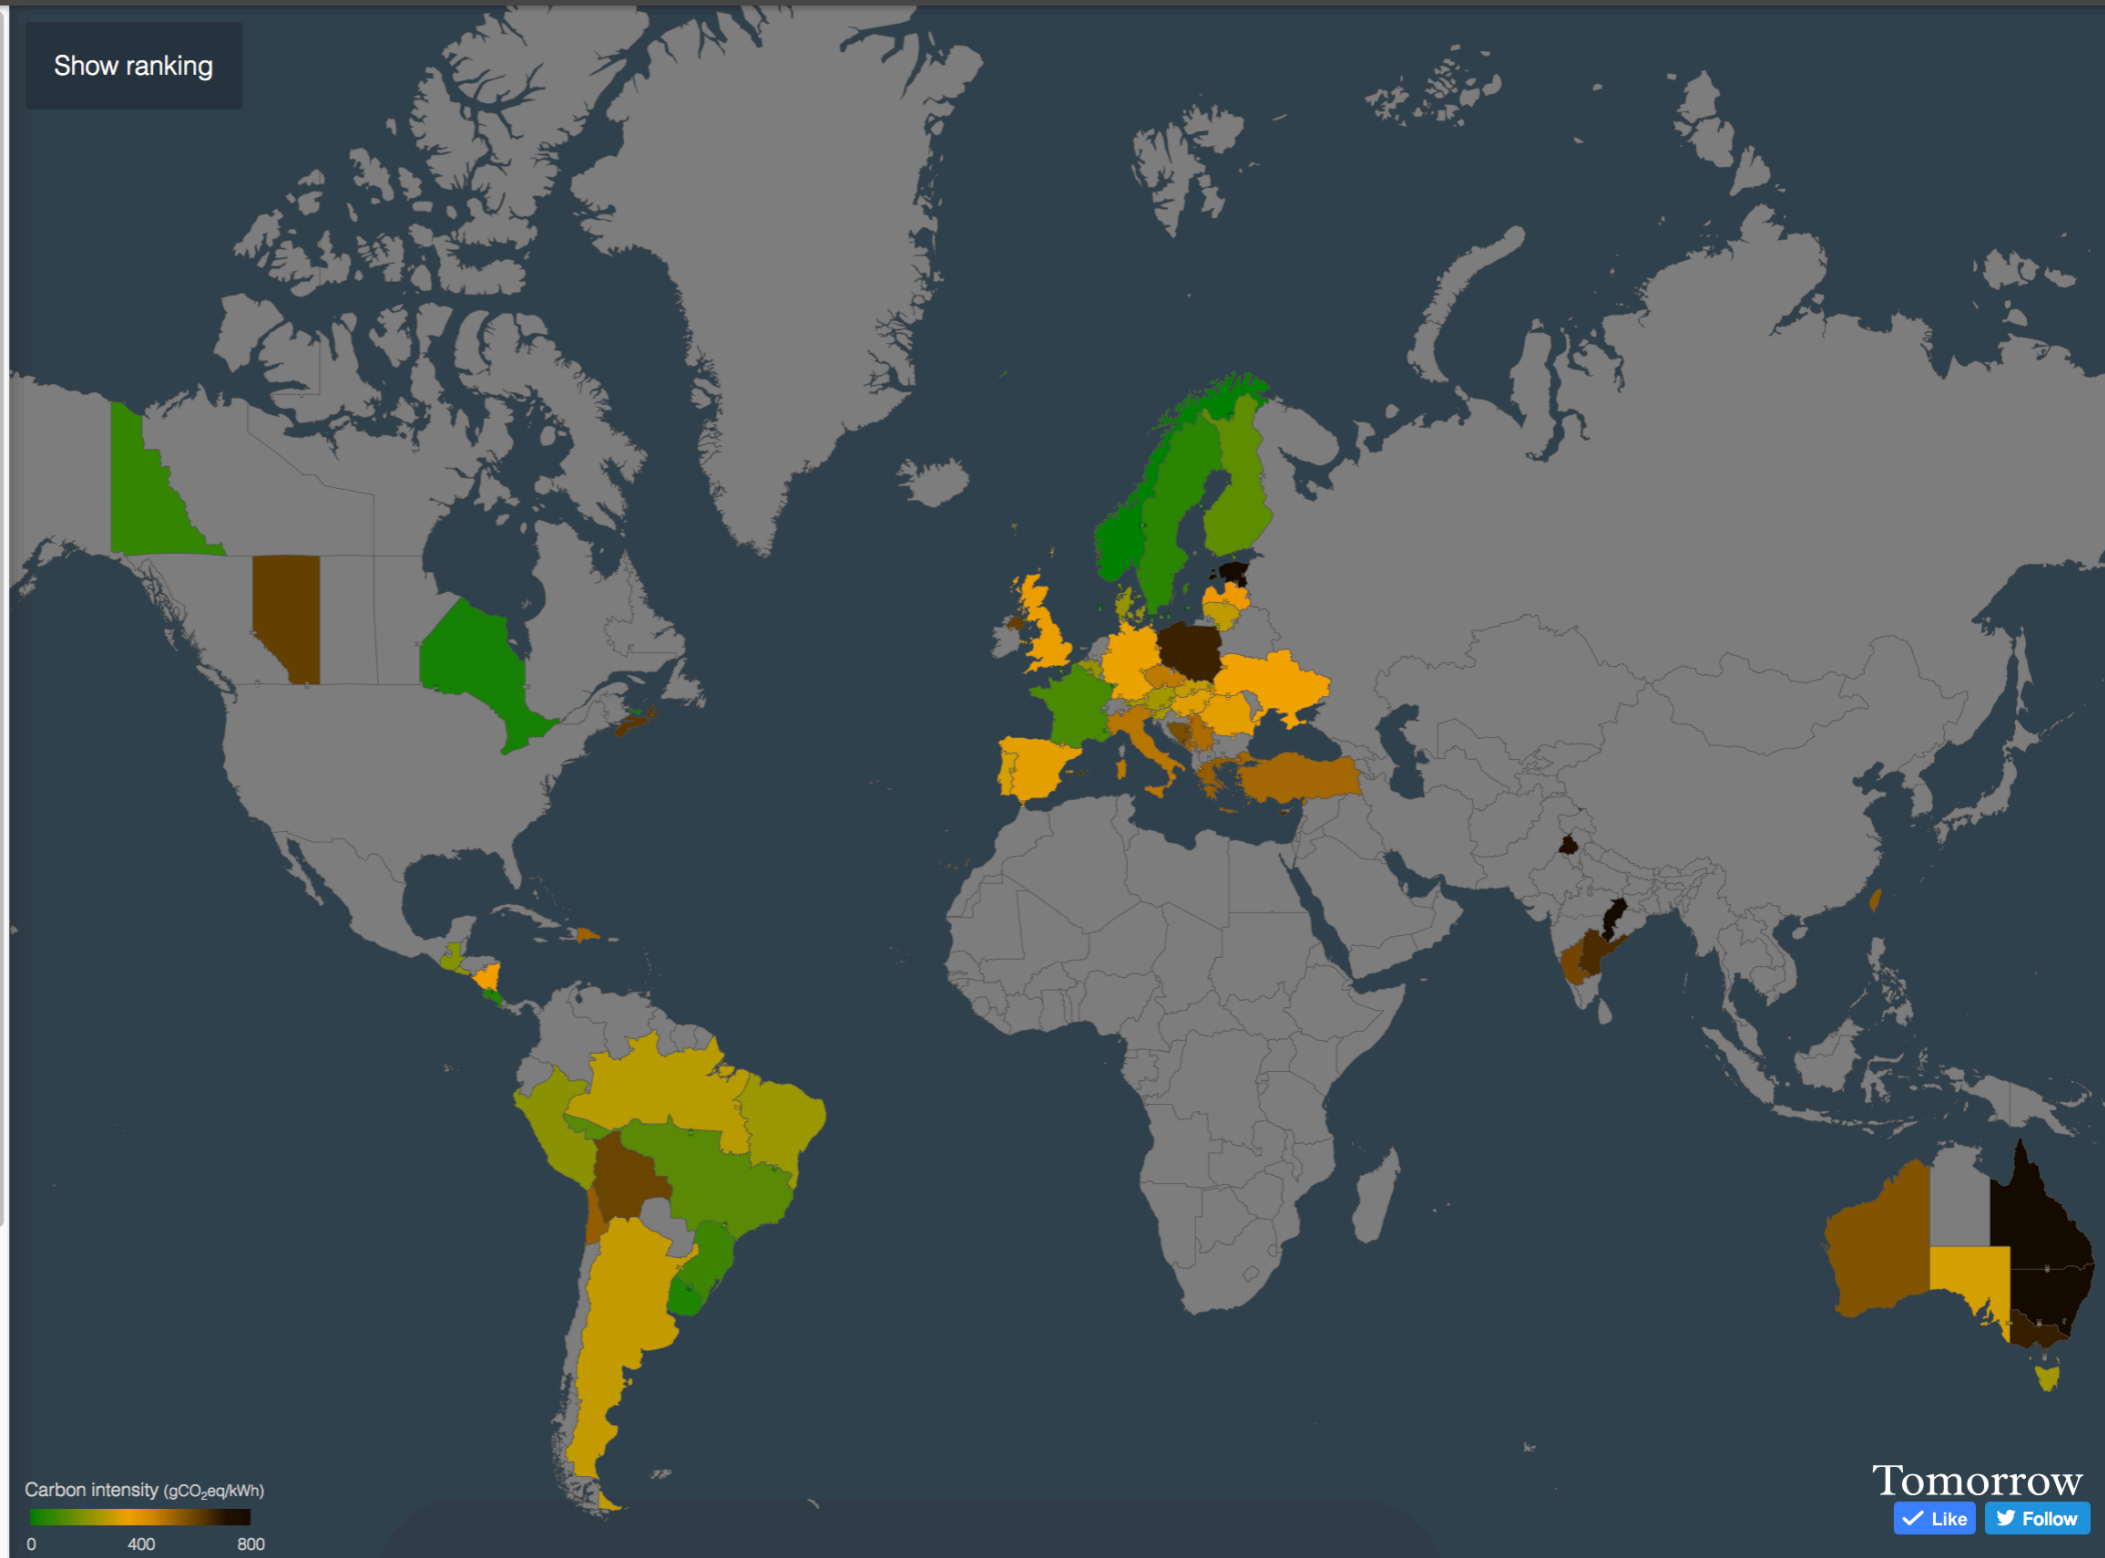 Show ranking
Carbon intensity (gCO₂eq/kWh)
0 400 800
Tomorrow
Like Follow